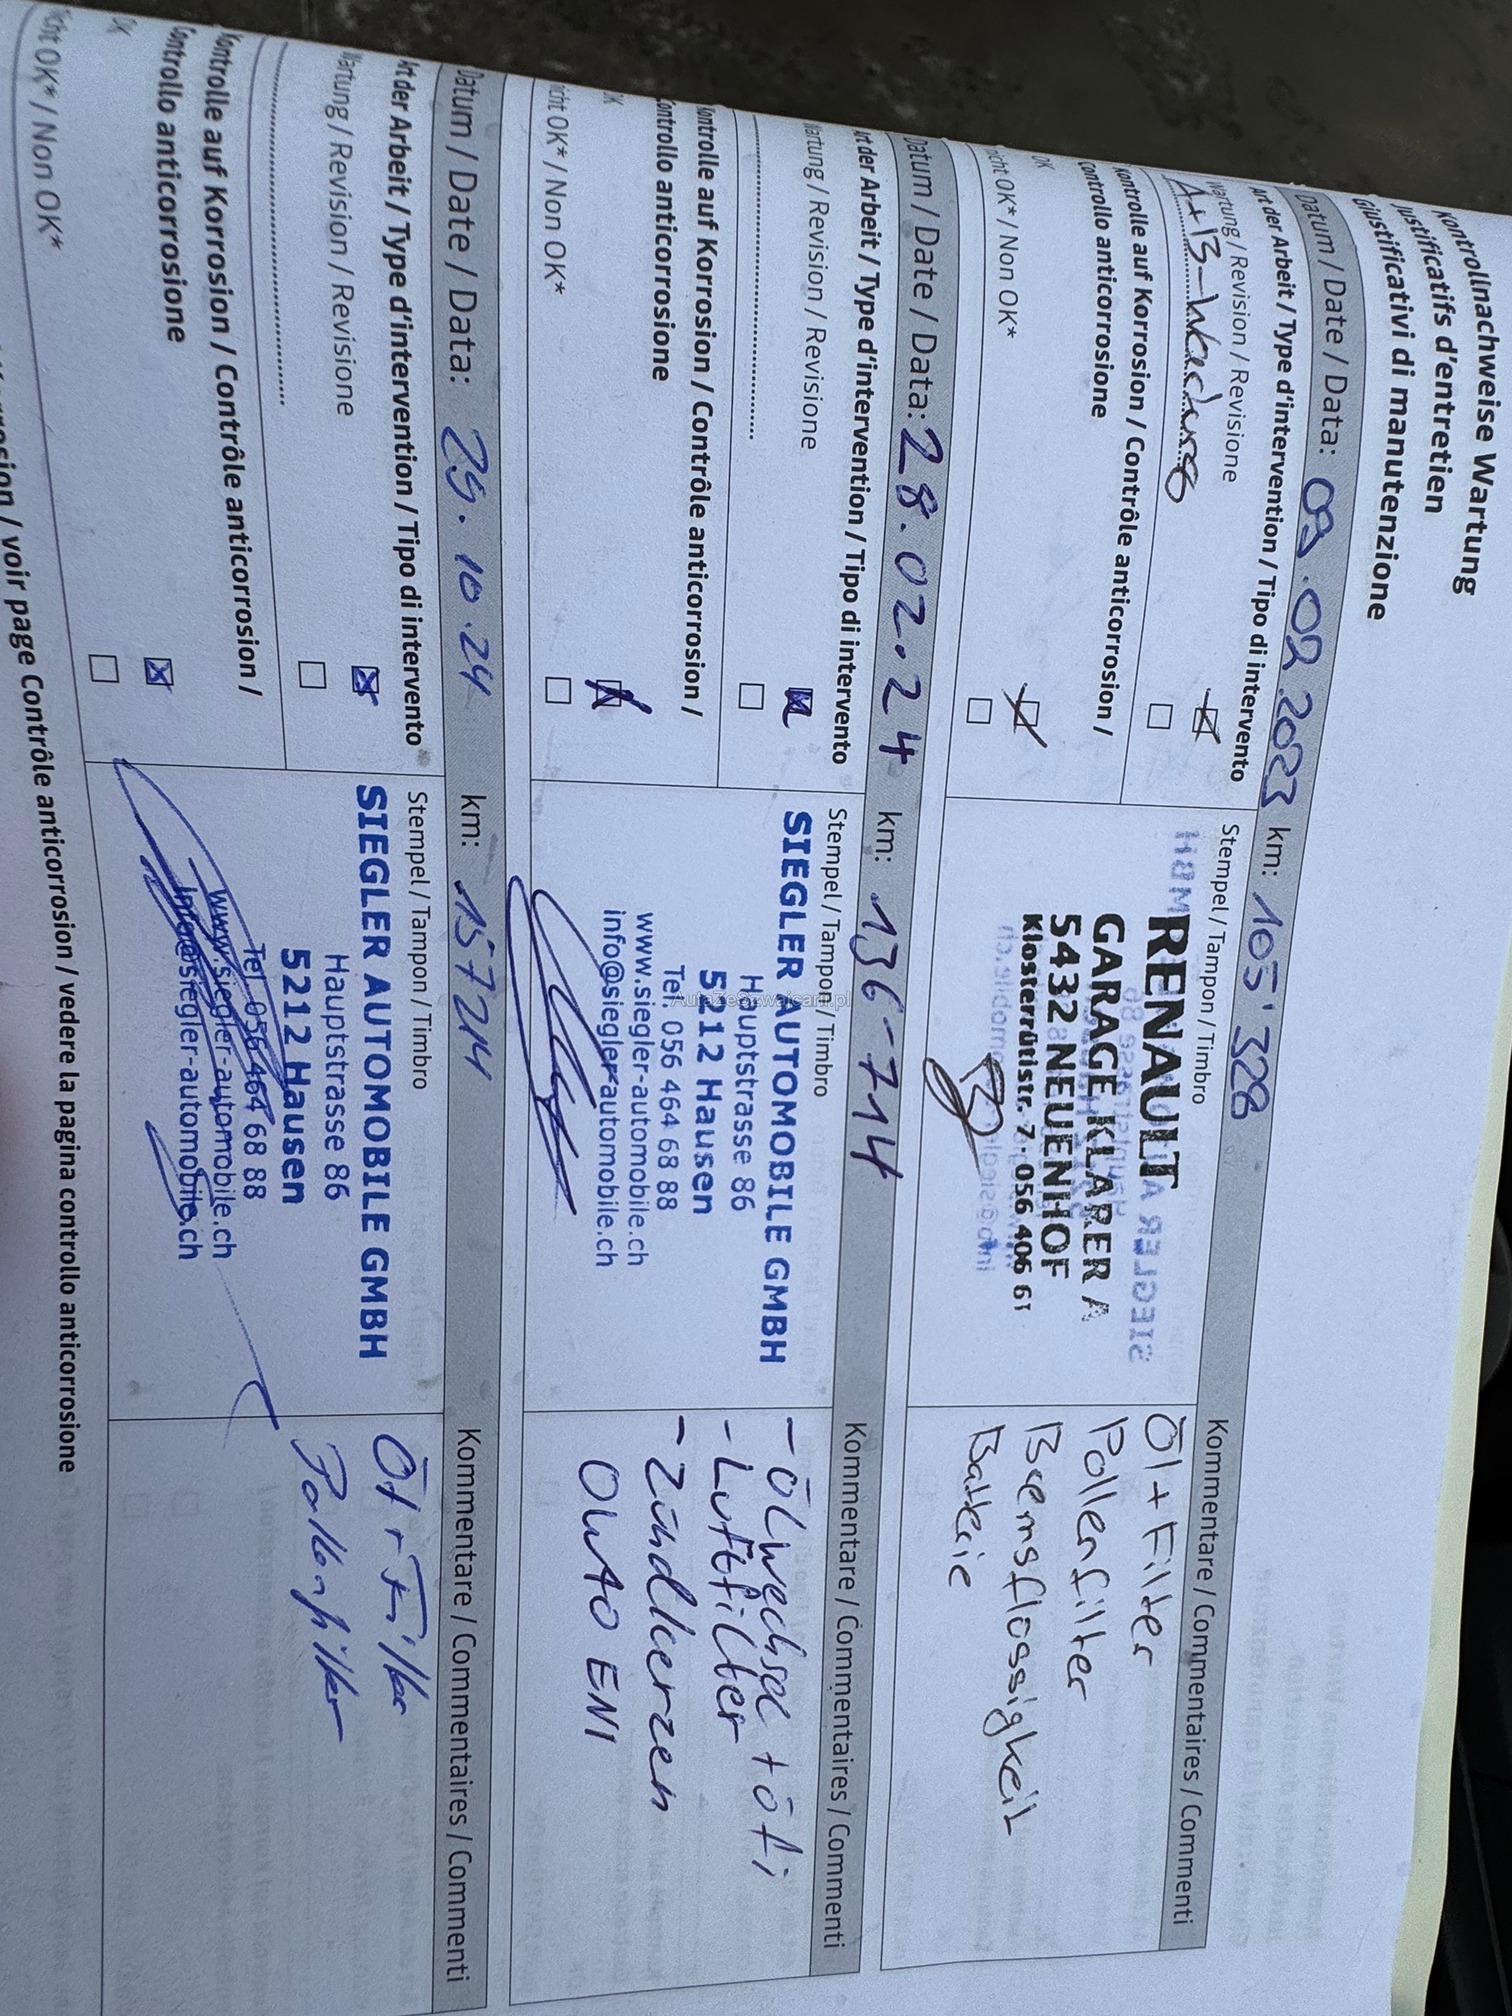 Kontrollnachweise Wartung
Justificatifs d'entretien
Giustificativi di manutenzione
Datum / Date / Data: 09.02.2023 km: 105'328
Art der Arbeit / Type d'intervention / Tipo di intervento
Wartung / Revision / Revisione
A+B-Wartung
Kontrolle auf Korrosion / Contrôle anticorrosion /
Controllo anticorrosione
OK
nicht OK* / Non OK*
Stempel / Tampon / Timbro
RENAULT
GARAGE KLARER A
5432 NEUENHOF
Klosterrütistr. 7 · 056 406 61
Kommentare / Commentaires / Commenti
Öl + Filter
Pollenfilter
Bremsflüssigkeit
Batterie
Datum / Date / Data: 28.02.24 km: 136-714
Art der Arbeit / Type d'intervention / Tipo di intervento
Wartung / Revision / Revisione
Kontrolle auf Korrosion / Contrôle anticorrosion /
Controllo anticorrosione
OK
nicht OK* / Non OK*
Stempel / Tampon / Timbro
SIEGLER AUTOMOBILE GMBH
Hauptstrasse 86
5212 Hausen
Tel. 056 464 68 88
www.siegler-automobile.ch
info@siegler-automobile.ch
AutaZeSzwajcarii.pl
Kommentare / Commentaires / Commenti
- Ölwechsel + öfi
- Luftfilter
- Zündkerzen
0W40 ENI
Datum / Date / Data: 25.10.24 km: 157214
Art der Arbeit / Type d'intervention / Tipo di intervento
Wartung / Revision / Revisione
Kontrolle auf Korrosion / Contrôle anticorrosion /
Controllo anticorrosione
OK
nicht OK* / Non OK*
Stempel / Tampon / Timbro
SIEGLER AUTOMOBILE GMBH
Hauptstrasse 86
5212 Hausen
Tel. 056 464 68 88
www.siegler-automobile.ch
info@siegler-automobile.ch
Kommentare / Commentaires / Commenti
Öl + Filter
Pollenfilter
/ voir page Contrôle anticorrosion / vedere la pagina controllo anticorrosione